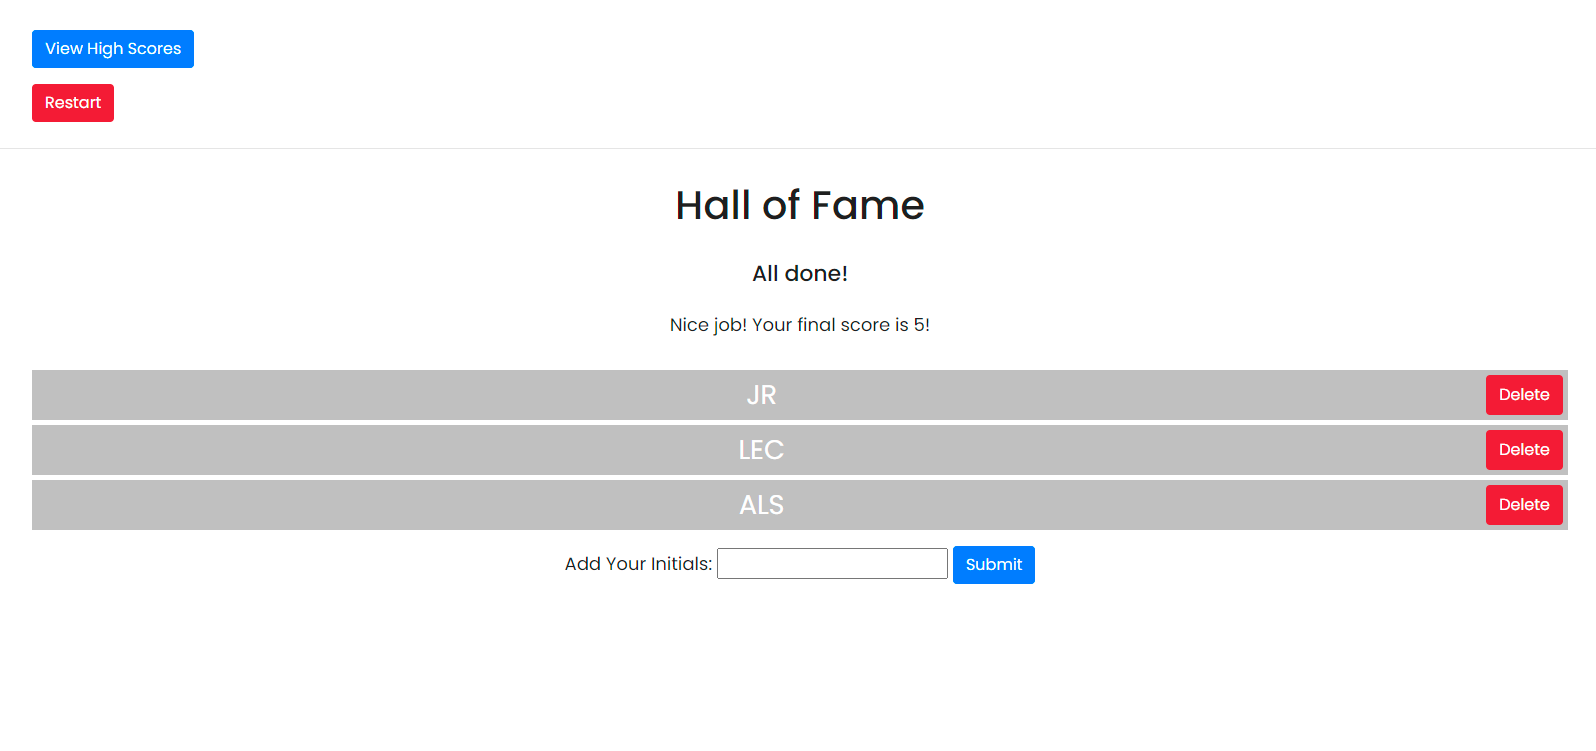 View High Scores
Restart
Hall of Fame
All done!
Nice job! Your final score is 5!
JR Delete
LEC Delete
ALS Delete
Add Your Initials: Submit